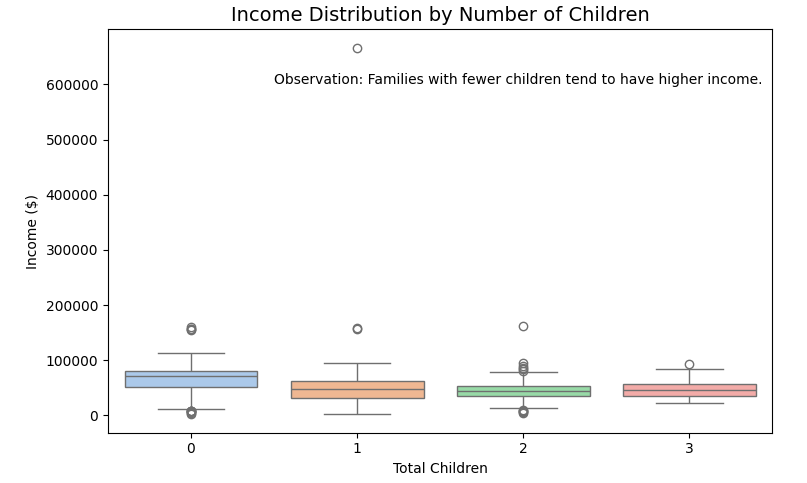 Income Distribution by Number of Children
Observation: Families with fewer children tend to have higher income.
Income ($)
600000
500000
400000
300000
200000
100000
0
0 1 2 3
Total Children